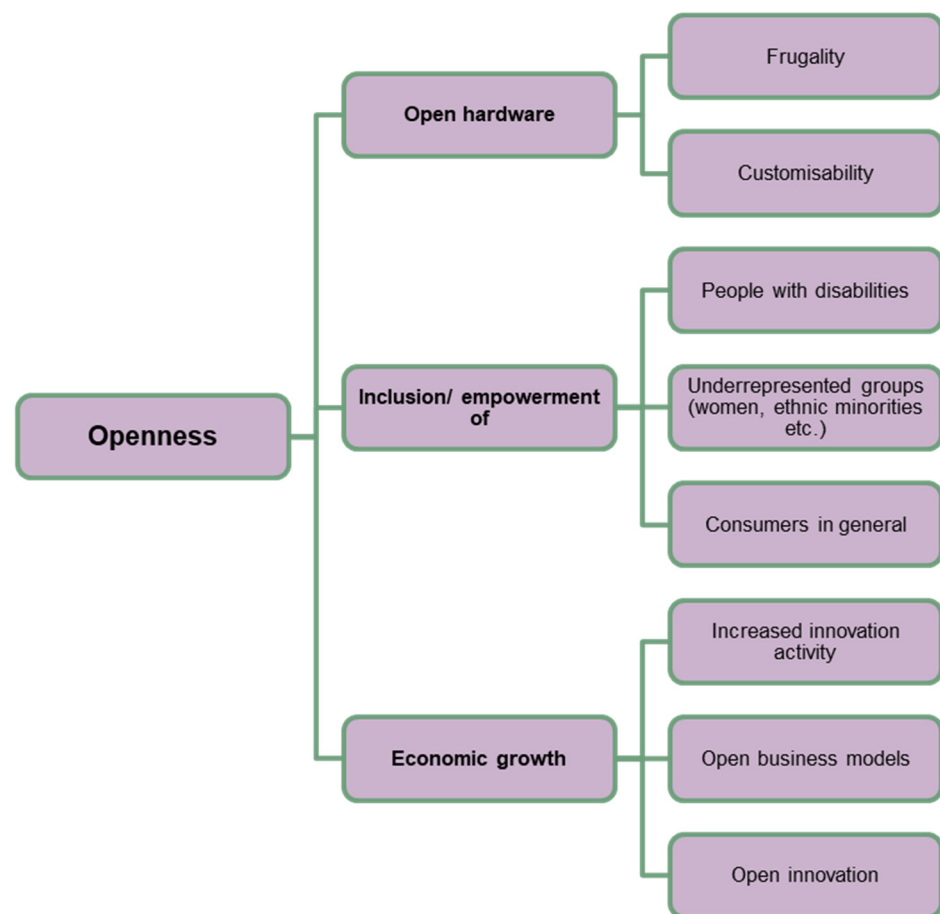 Frugality
Open hardware
Customisability
People with disabilities
Inclusion/ empowerment
of
Underrepresented groups
(women, ethnic minorities
etc.)
Openness
Consumers in general
Increased innovation
activity
Economic growth
Open business models
Open innovation